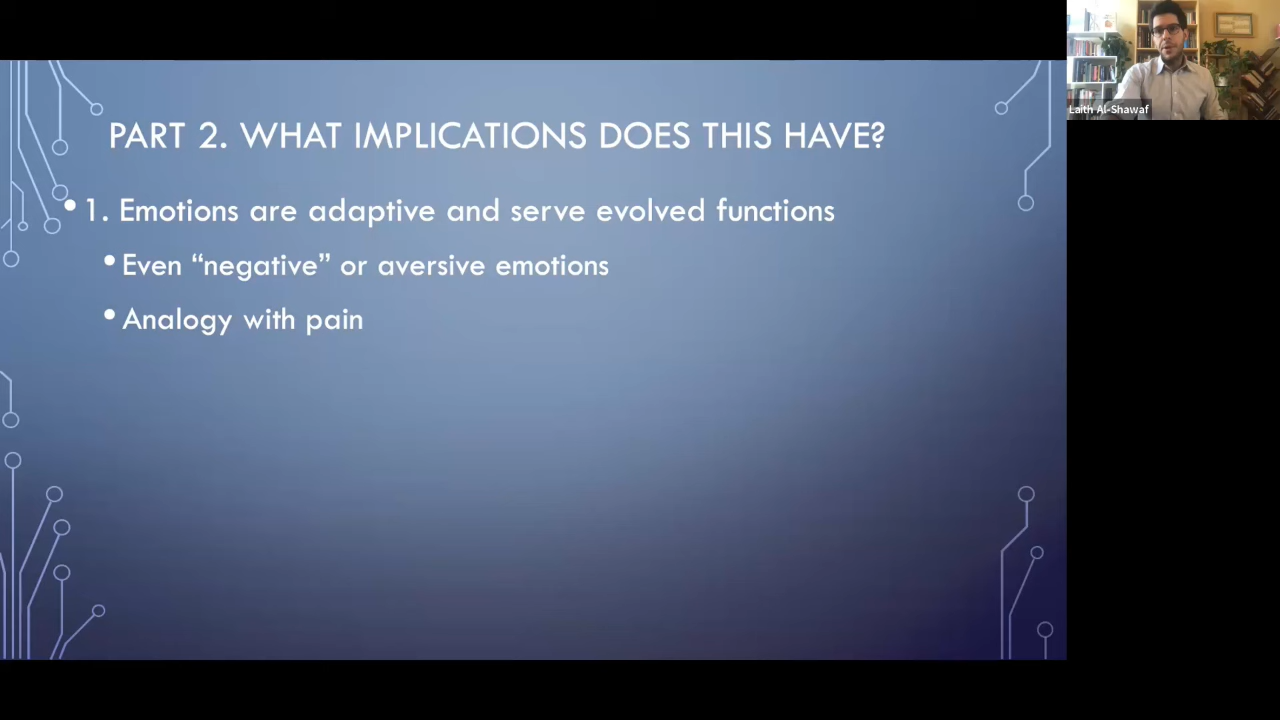 PART 2. WHAT IMPLICATIONS DOES THIS HAVE?
• 1. Emotions are adaptive and serve evolved functions
• Even “negative” or aversive emotions
• Analogy with pain
Laith Al-Shawaf